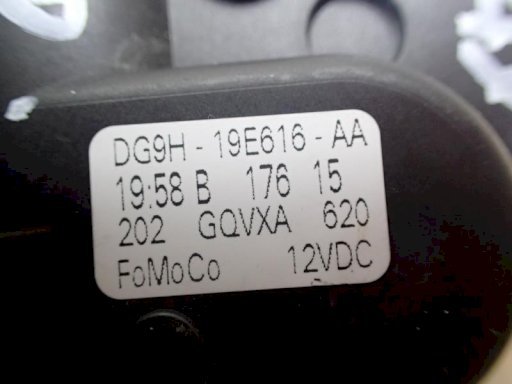 DG9H - 19E616 - AA
19:58 B 176 15
202 GQVXA 620
FoMoCo 12VDC